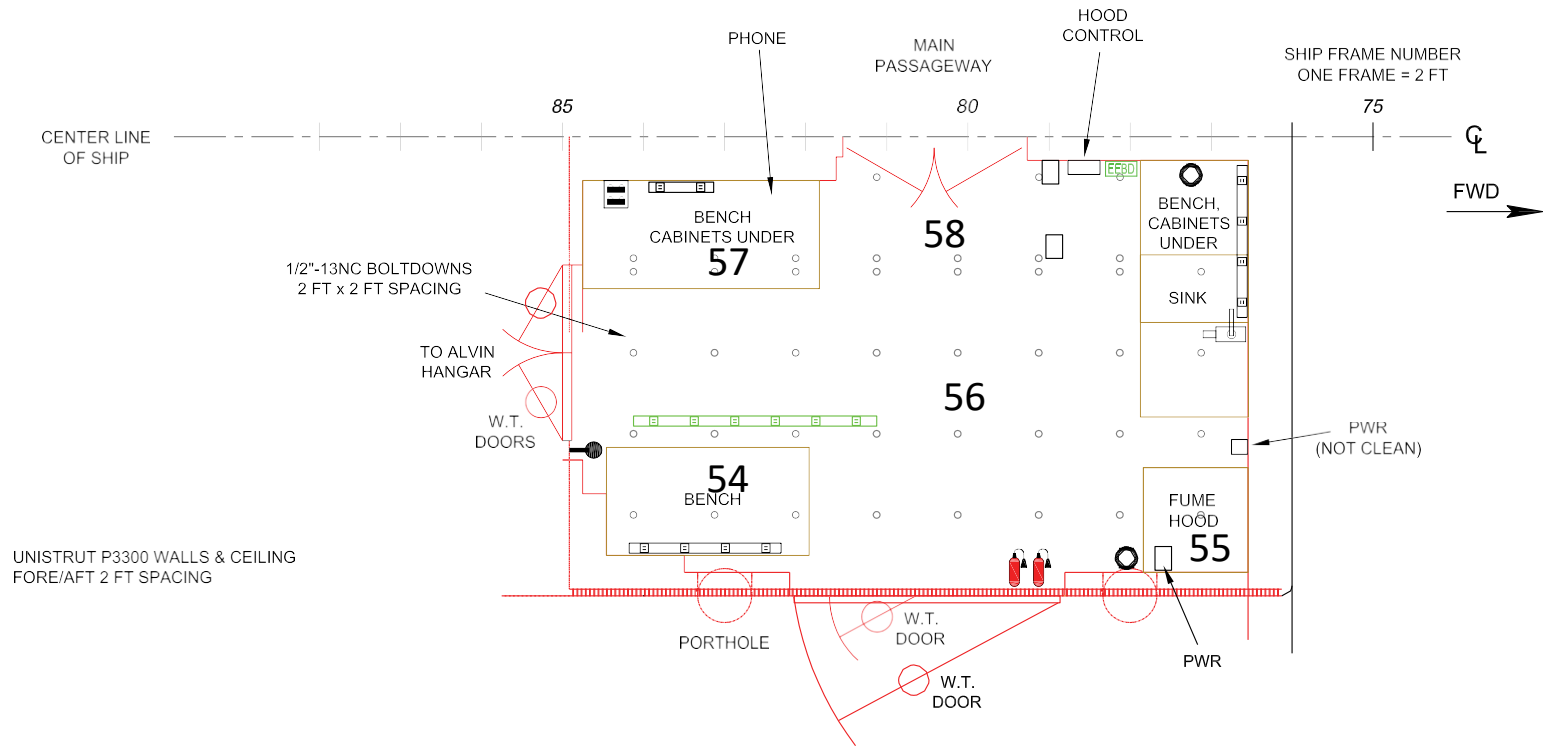 HOOD
CONTROL
PHONE
MAIN
PASSAGEWAY
SHIP FRAME NUMBER
ONE FRAME = 2 FT
85
80
75
CENTER LINE
OF SHIP
CL
FWD
EEBD
BENCH
CABINETS UNDER
57
58
BENCH,
CABINETS
UNDER
1/2"-13NC BOLTDOWNS
2 FT x 2 FT SPACING
SINK
TO ALVIN
HANGAR
56
W.T.
DOORS
PWR
(NOT CLEAN)
54
BENCH
FUME
HOOD
55
UNISTRUT P3300 WALLS & CEILING
FORE/AFT 2 FT SPACING
PORTHOLE
W.T.
DOOR
PWR
W.T.
DOOR